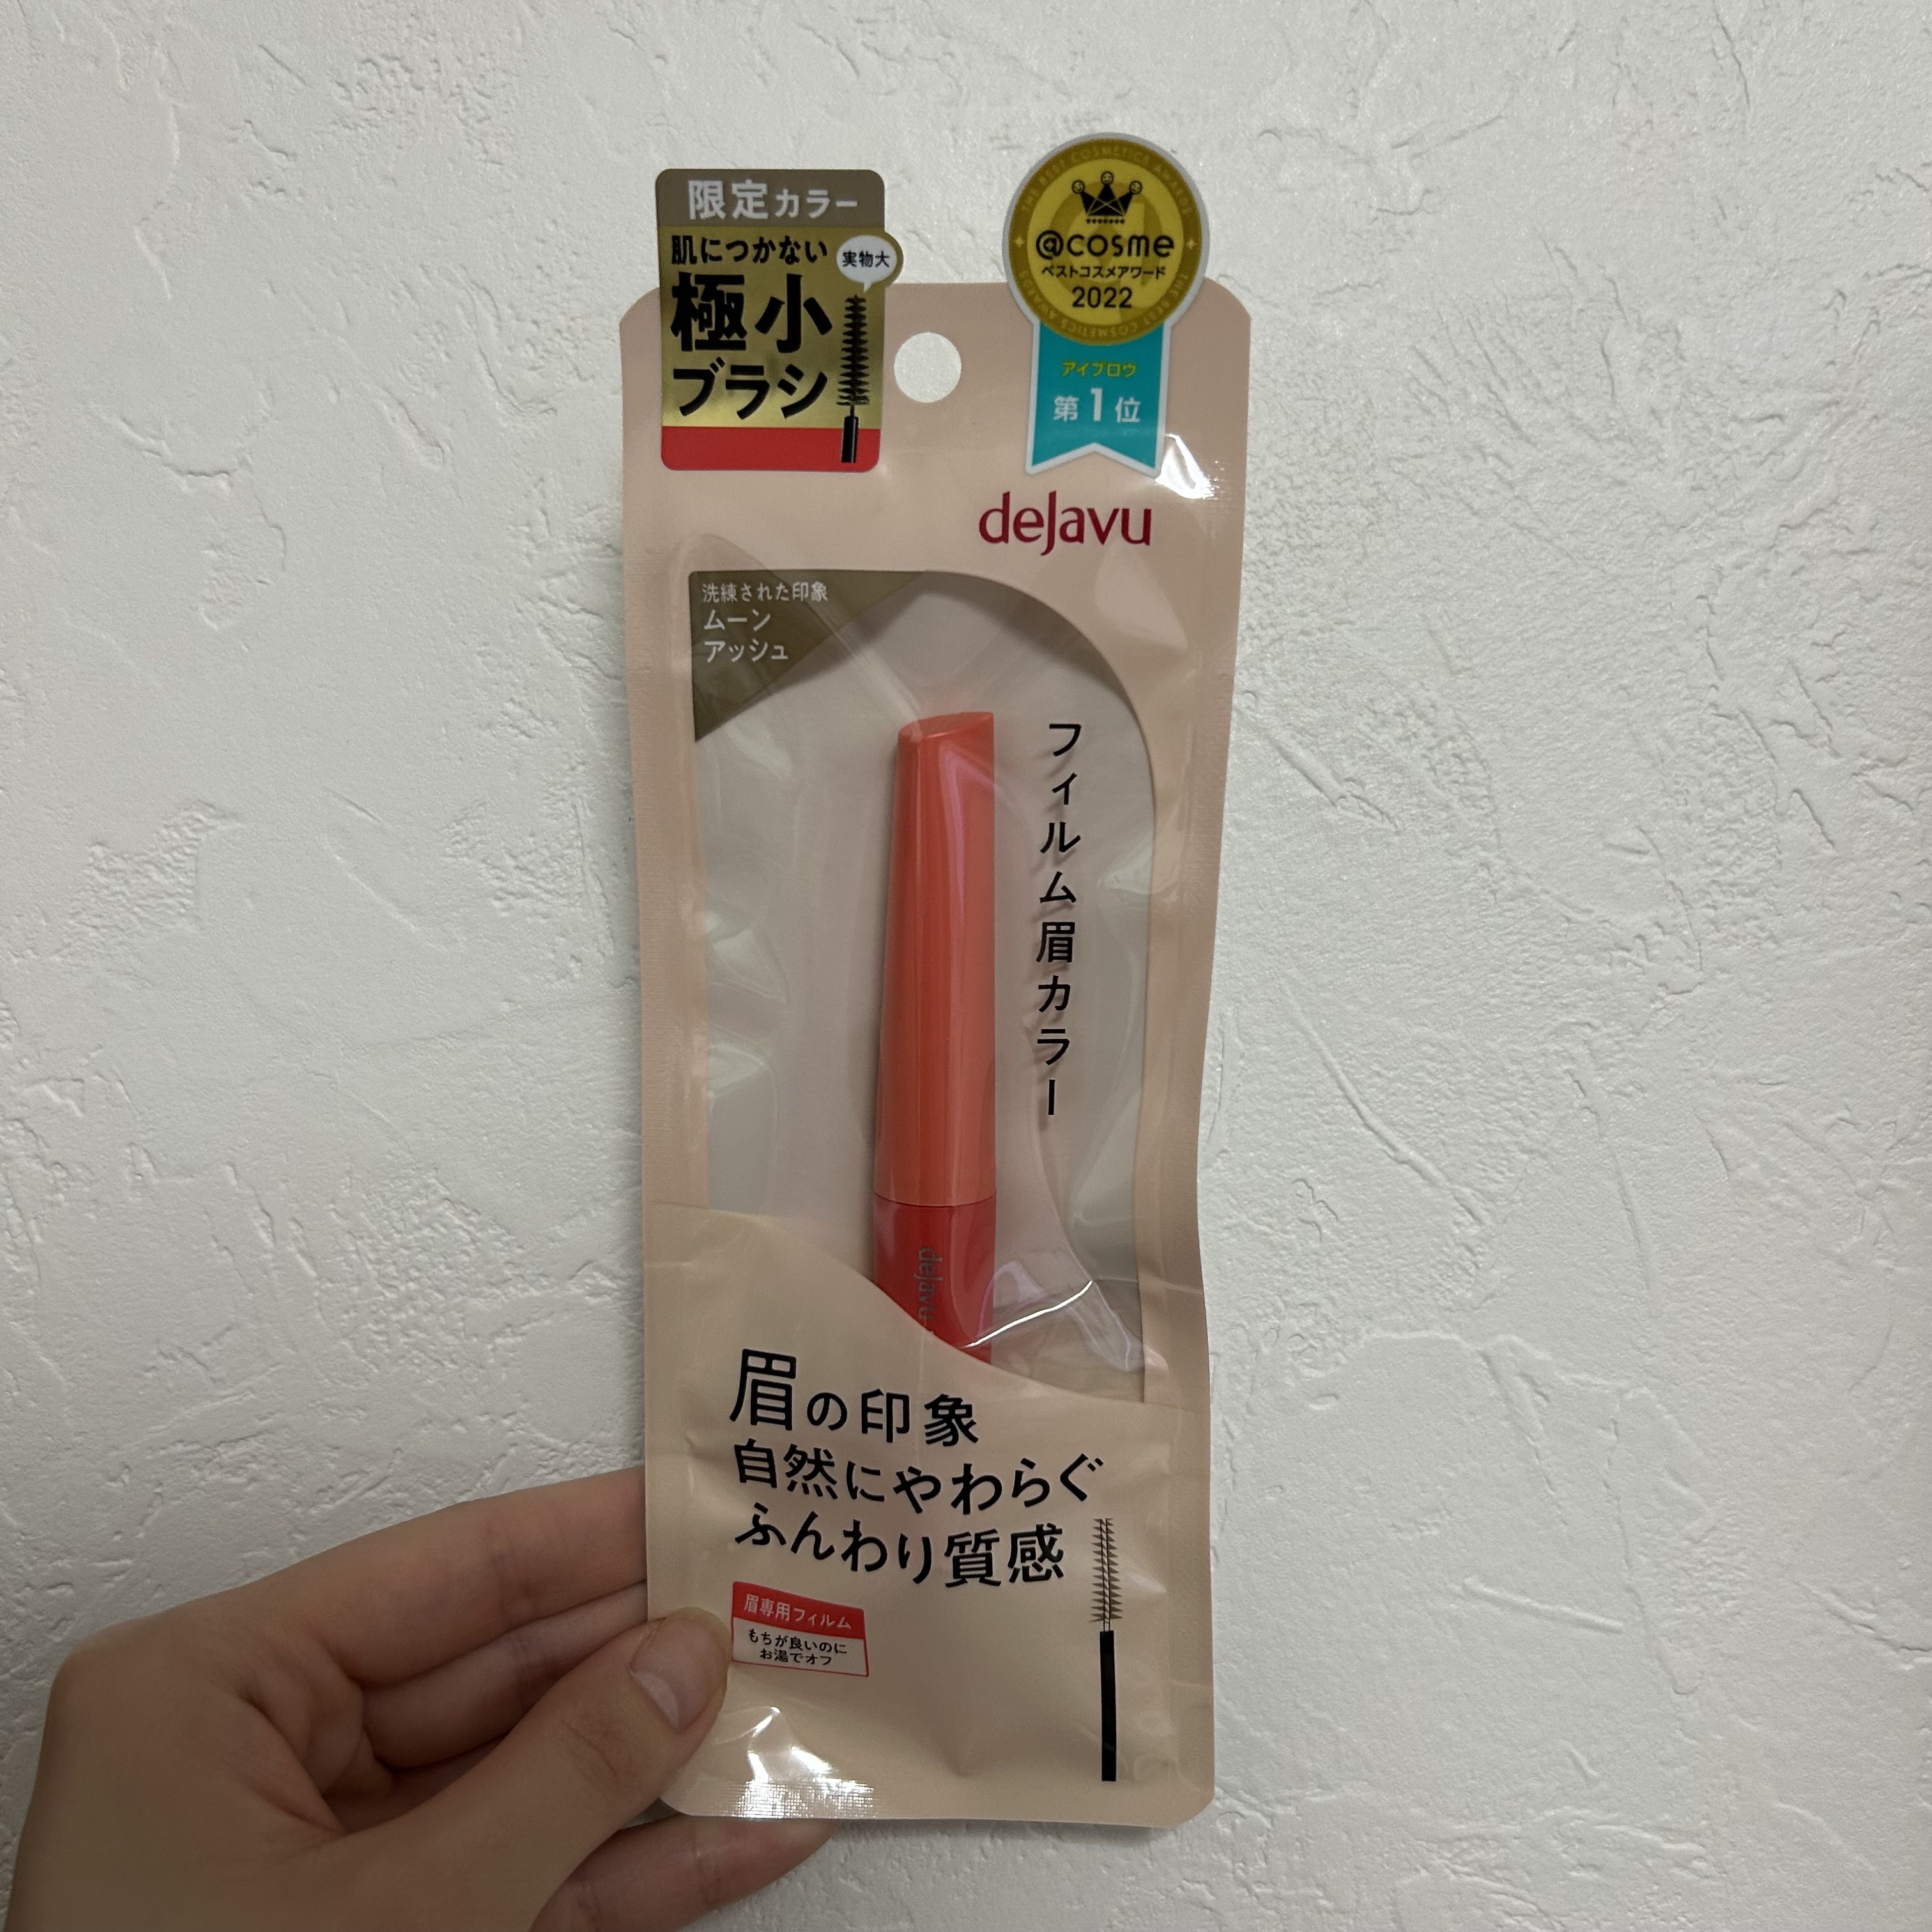 限定カラー
肌につかない
実物大
極小
ブラシ
THE BEST COSMETICS AWARDS
@cosme
ベストコスメアワード
2022
THE BEST COSMETICS AWARDS
アイブロウ
第1位
dejavu
洗練された印象
ムーン
アッシュ
フィルム眉カラー
dejavu
眉の印象
自然にやわらぐ
ふんわり質感
眉専用フィルム
もちが良いのに
お湯でオフ